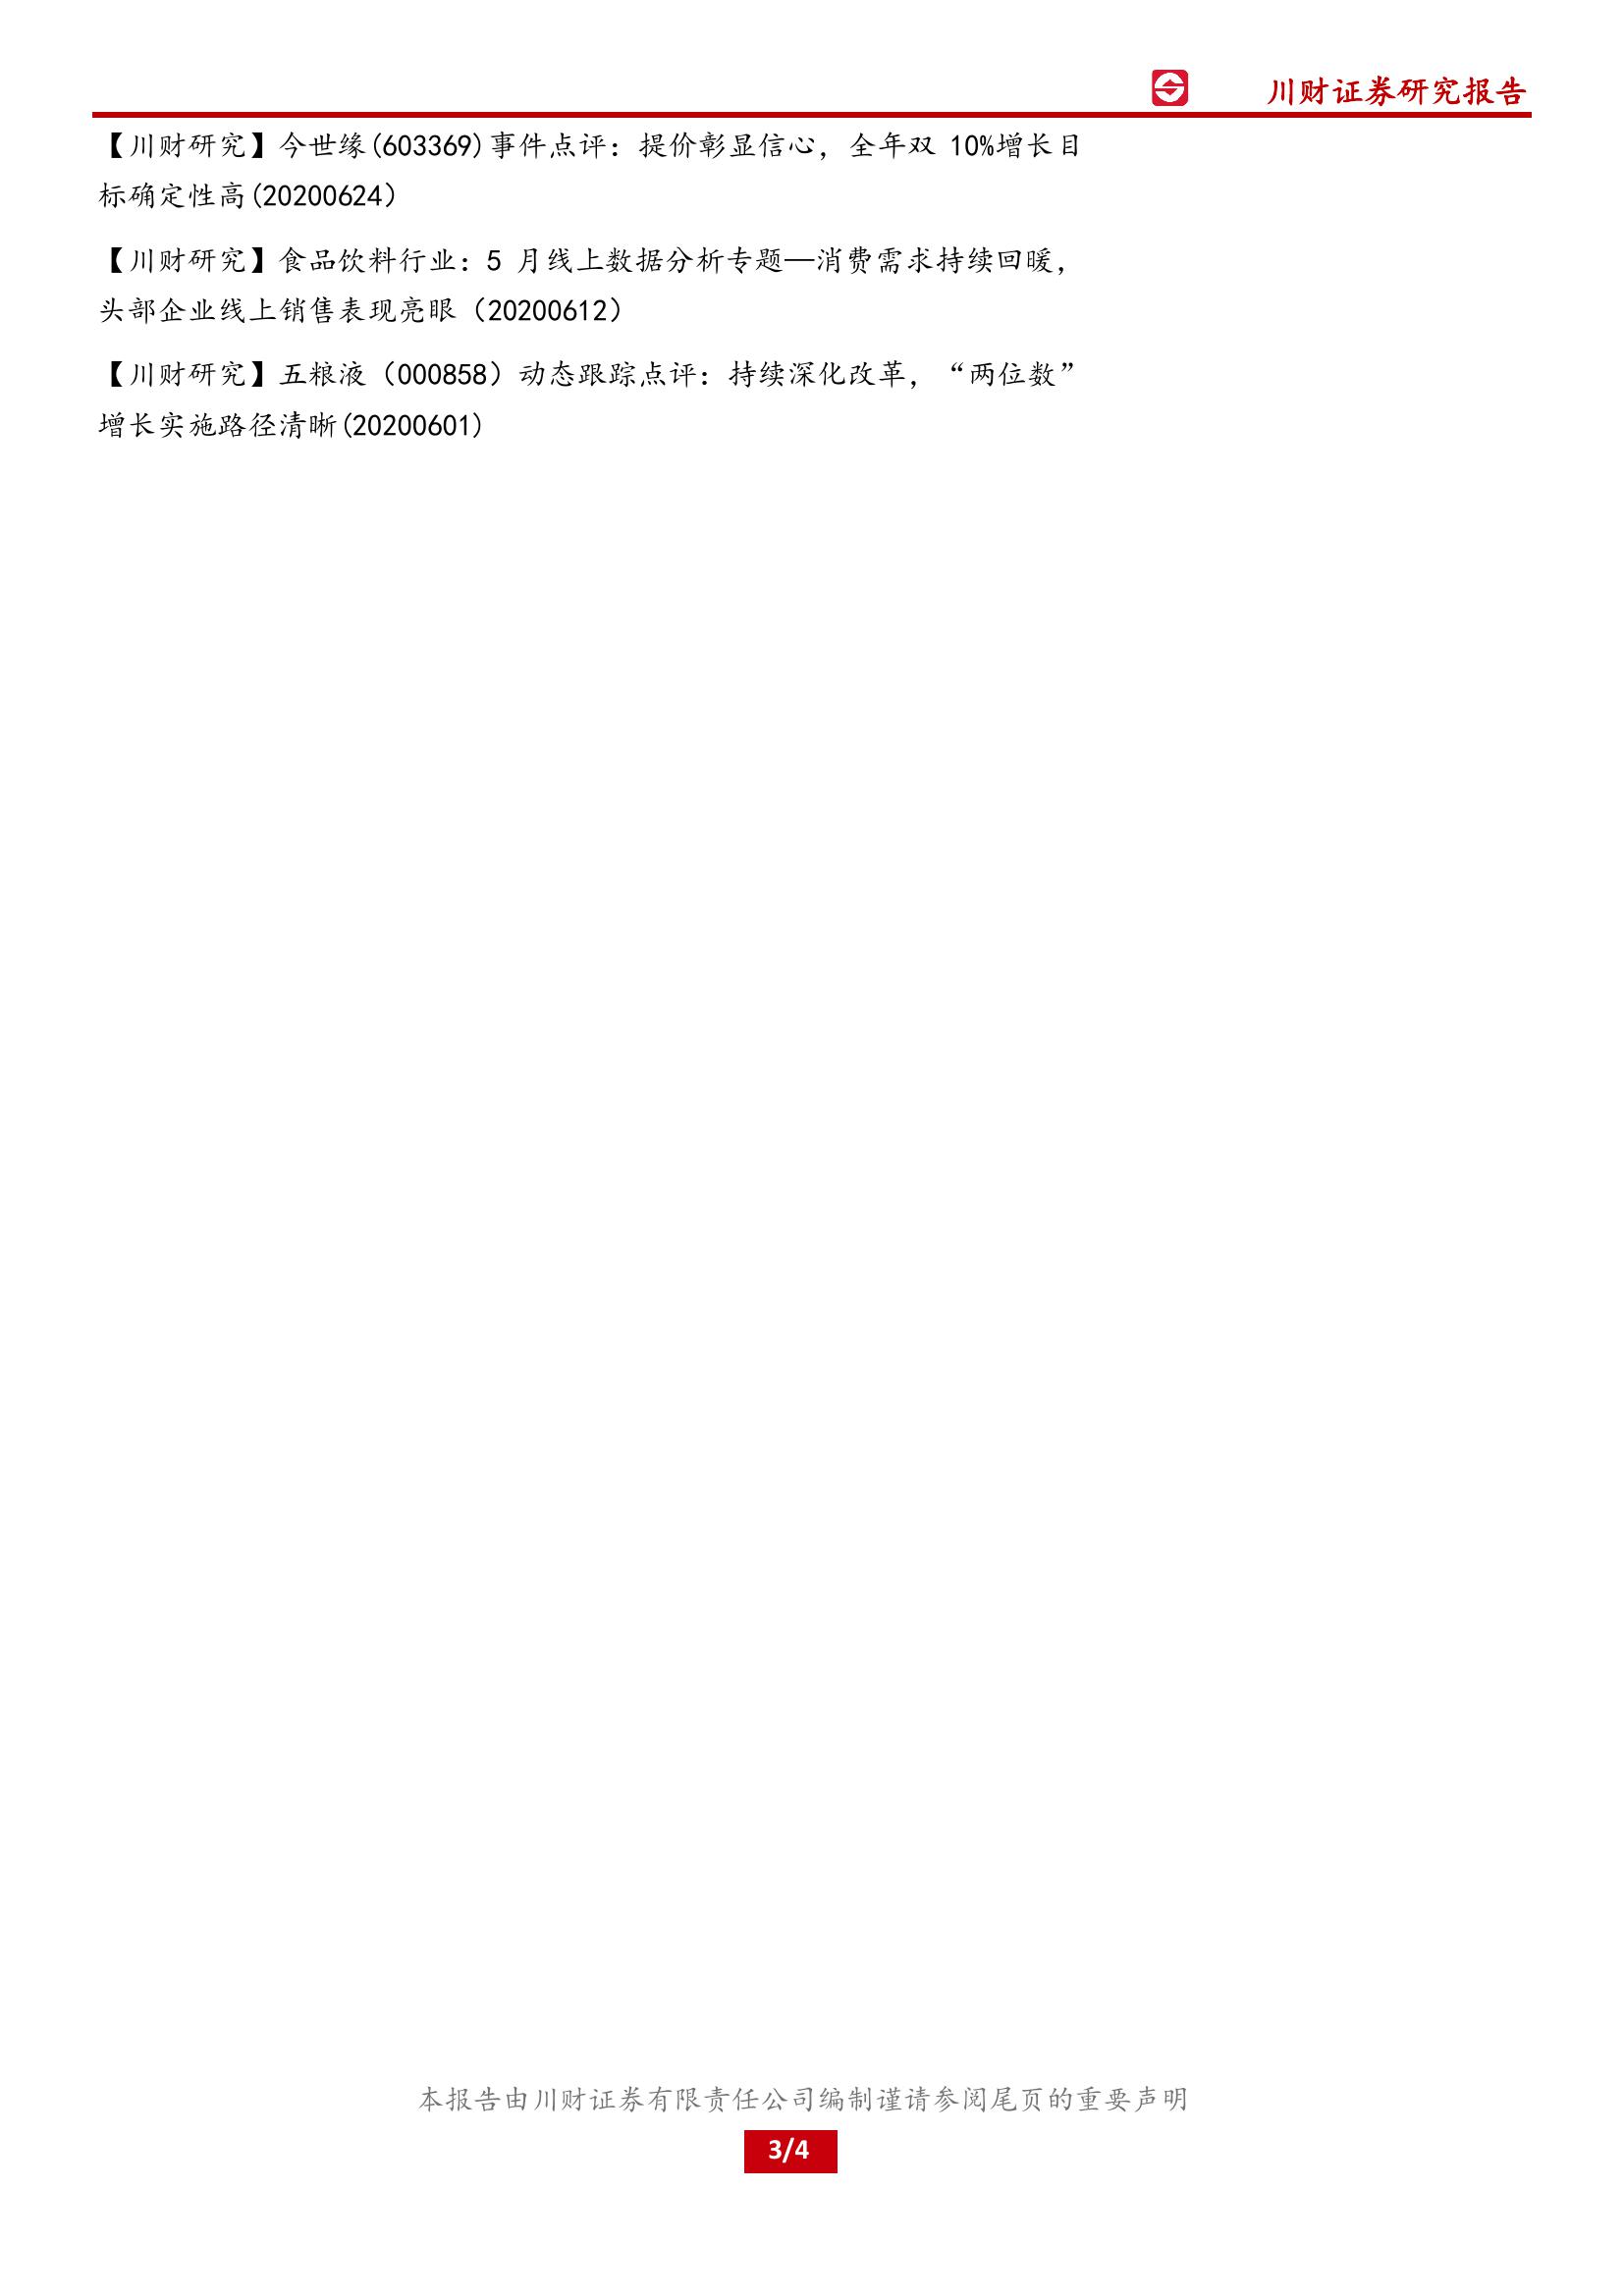 川财证券研究报告
【川财研究】今世缘(603369)事件点评：提价彰显信心，全年双 10%增长目
标确定性高(20200624）
【川财研究】食品饮料行业：5 月线上数据分析专题—消费需求持续回暖，
头部企业线上销售表现亮眼（20200612）
【川财研究】五粮液（000858）动态跟踪点评：持续深化改革，“两位数”
增长实施路径清晰(20200601)
本报告由川财证券有限责任公司编制谨请参阅尾页的重要声明
3/4